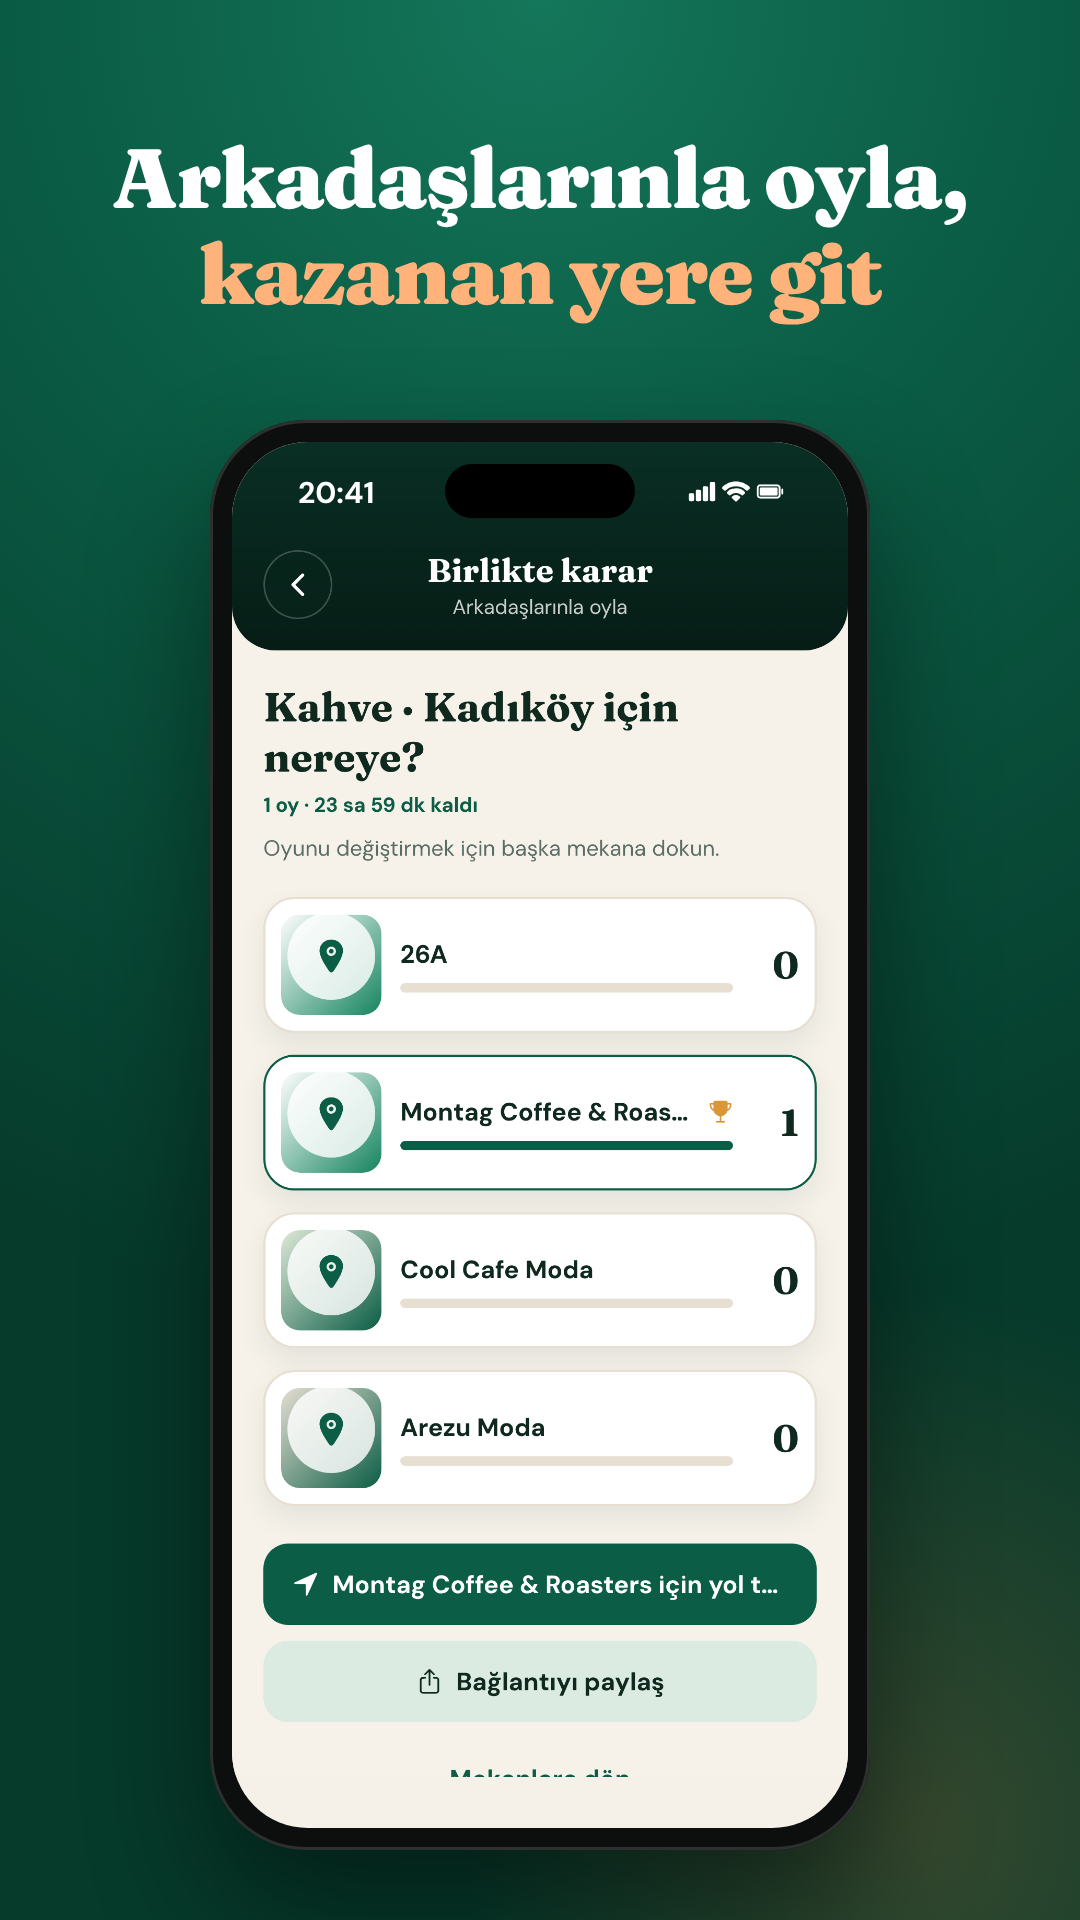 Arkadaşlarınla oyla,
kazanan yere git
20:41
Birlikte karar
Arkadaşlarınla oyla
Kahve · Kadıköy için
nereye?
1 oy · 23 sa 59 dk kaldı
Oyunu değiştirmek için başka mekana dokun.
26A
0
Montag Coffee & Roas...
1
Cool Cafe Moda
0
Arezu Moda
0
Montag Coffee & Roasters için yol t...
Bağlantıyı paylaş
Mekanlara dön